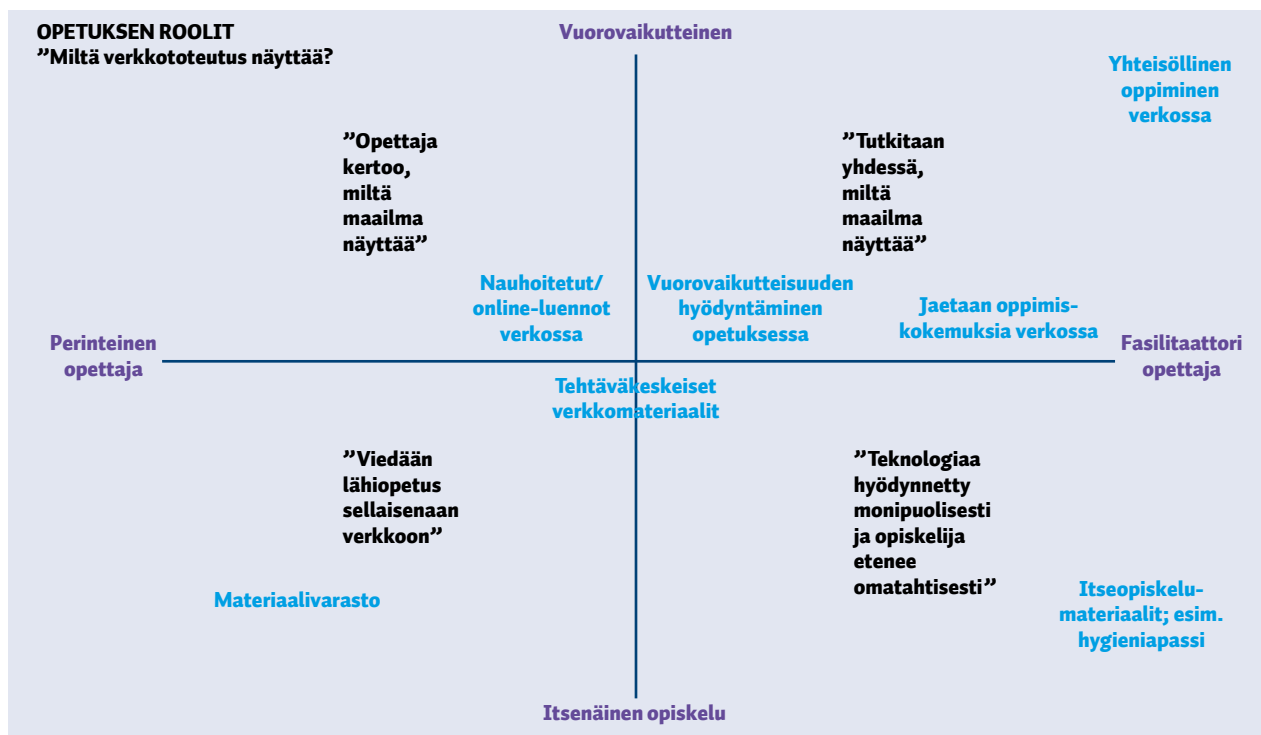 OPETUKSEN ROOLIT
”Miltä verkkototeutus näyttää?
Vuorovaikutteinen
Yhteisöllinen
oppiminen
verkossa
”Opettaja
kertoo,
miltä
maailma
näyttää”
”Tutkitaan
yhdessä,
miltä
maailma
näyttää”
Nauhoitetut/
online-luennot
verkossa
Vuorovaikutteisuuden
hyödyntäminen
opetuksessa
Jaetaan oppimis-
kokemuksia verkossa
Perinteinen
opettaja
Fasilitaattori
opettaja
Tehtäväkeskeiset
verkkomateriaalit
”Viedään
lähiopetus
sellaisenaan
verkkoon”
”Teknologiaa
hyödynnetty
monipuolisesti
ja opiskelija
etenee
omatahtisesti”
Materiaalivarasto
Itseopiskelu-
materiaalit; esim.
hygieniapassi
Itsenäinen opiskelu